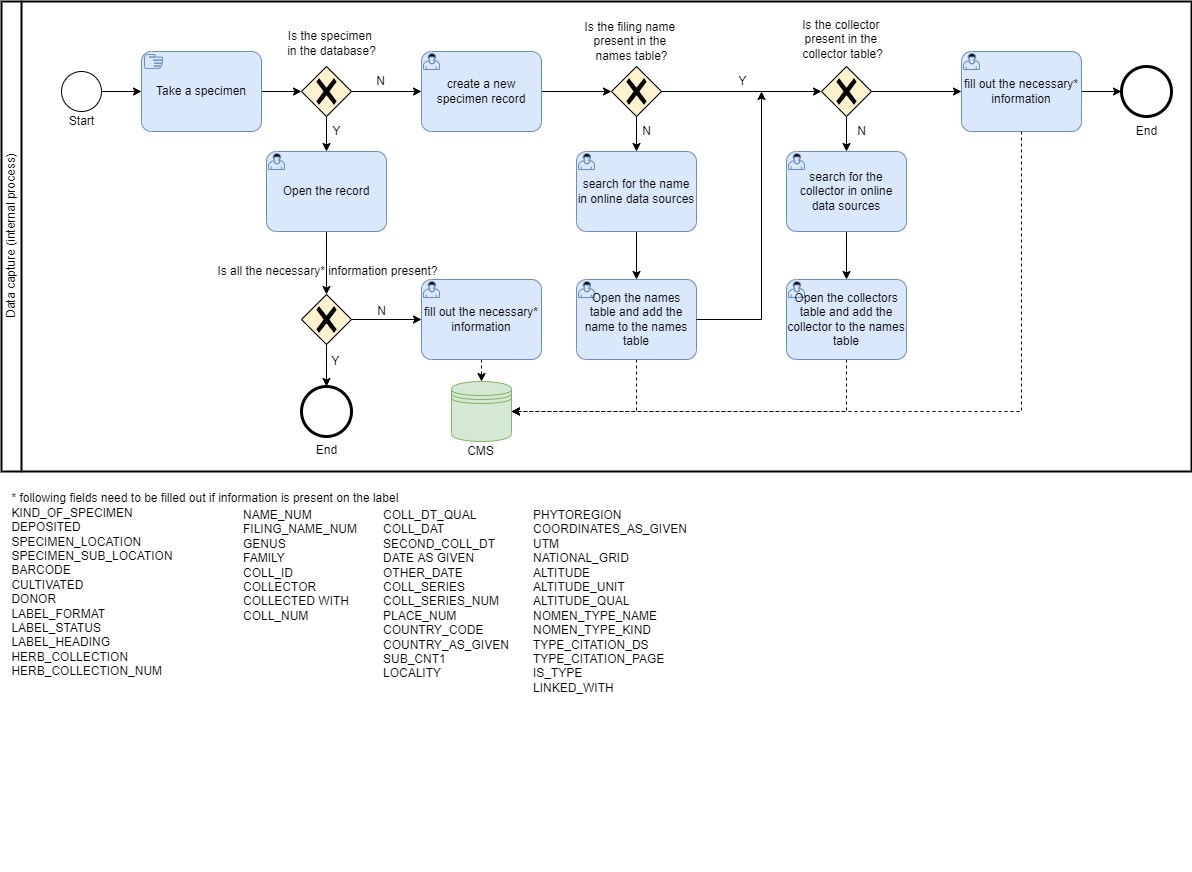 Data capture (internal process)
Start
Take a specimen
Is the specimen
in the database?
N
Y
create a new
specimen record
Is the filing name
present in the
names table?
Y
N
Is the collector
present in the
collector table?
N
fill out the necessary*
information
End
Open the record
search for the name
in online data sources
search for the
collector in online
data sources
Is all the necessary* information present?
N
Y
fill out the necessary*
information
Open the names
table and add the
name to the names
table
Open the collectors
table and add the
collector to the names
table
End
CMS
* following fields need to be filled out if information is present on the label
KIND_OF_SPECIMEN
DEPOSITED
SPECIMEN_LOCATION
SPECIMEN_SUB_LOCATION
BARCODE
CULTIVATED
DONOR
LABEL_FORMAT
LABEL_STATUS
LABEL_HEADING
HERB_COLLECTION
HERB_COLLECTION_NUM
NAME_NUM
FILING_NAME_NUM
GENUS
FAMILY
COLL_ID
COLLECTOR
COLLECTED WITH
COLL_NUM
COLL_DT_QUAL
COLL_DAT
SECOND_COLL_DT
DATE AS GIVEN
OTHER_DATE
COLL_SERIES
COLL_SERIES_NUM
PLACE_NUM
COUNTRY_CODE
COUNTRY_AS_GIVEN
SUB_CNT1
LOCALITY
PHYTOREGION
COORDINATES_AS_GIVEN
UTM
NATIONAL_GRID
ALTITUDE
ALTITUDE_UNIT
ALTITUDE_QUAL
NOMEN_TYPE_NAME
NOMEN_TYPE_KIND
TYPE_CITATION_DS
TYPE_CITATION_PAGE
IS_TYPE
LINKED_WITH